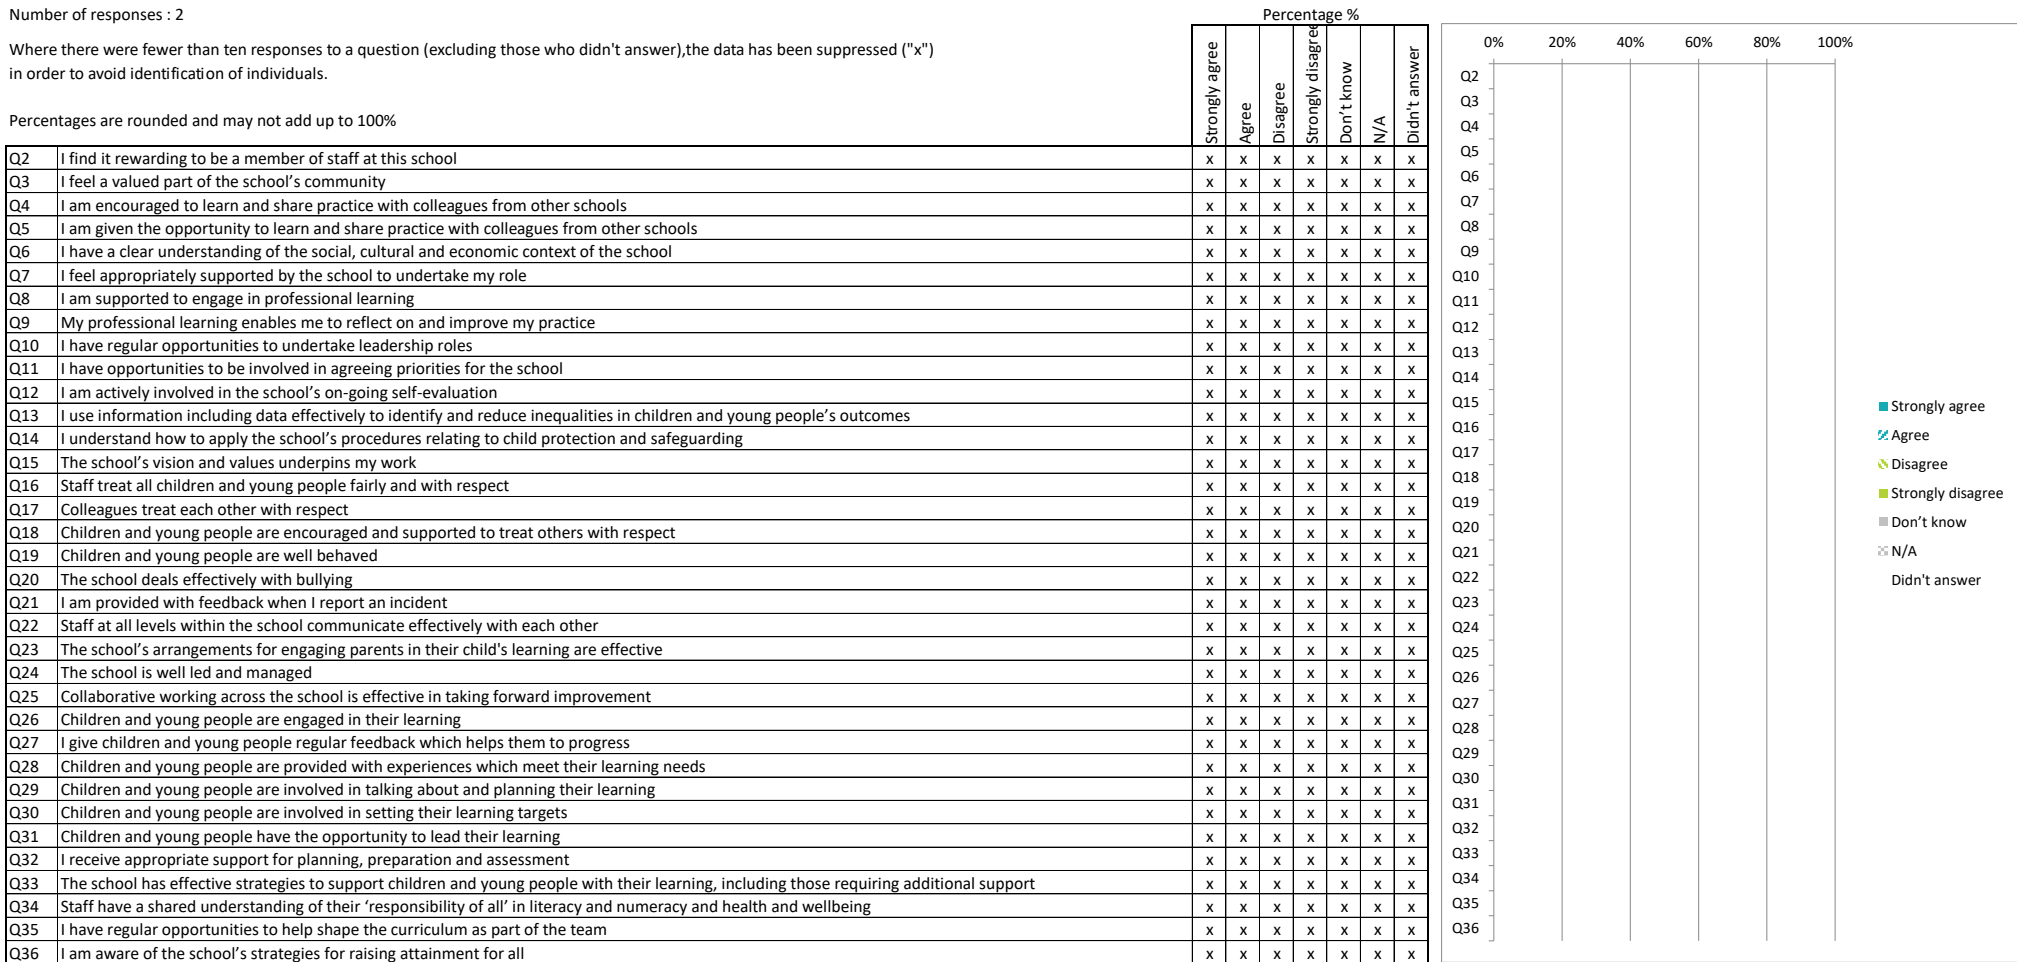 Number of responses : 2
Percentage %
Where there were fewer than ten responses to a question (excluding those who didn't answer),the data has been suppressed ("x")
in order to avoid identification of individuals.
Percentages are rounded and may not add up to 100%
Strongly agree
Agree
Disagree
Strongly disagree
Don't know
N/A
Didn't answer
Q2 I find it rewarding to be a member of staff at this school x x x x x x x
Q3 I feel a valued part of the school’s community x x x x x x x
Q4 I am encouraged to learn and share practice with colleagues from other schools x x x x x x x
Q5 I am given the opportunity to learn and share practice with colleagues from other schools x x x x x x x
Q6 I have a clear understanding of the social, cultural and economic context of the school x x x x x x x
Q7 I feel appropriately supported by the school to undertake my role x x x x x x x
Q8 I am supported to engage in professional learning x x x x x x x
Q9 My professional learning enables me to reflect on and improve my practice x x x x x x x
Q10 I have regular opportunities to undertake leadership roles x x x x x x x
Q11 I have opportunities to be involved in agreeing priorities for the school x x x x x x x
Q12 I am actively involved in the school’s on-going self-evaluation x x x x x x x
Q13 I use information including data effectively to identify and reduce inequalities in children and young people’s outcomes x x x x x x x
Q14 I understand how to apply the school’s procedures relating to child protection and safeguarding x x x x x x x
Q15 The school’s vision and values underpins my work x x x x x x x
Q16 Staff treat all children and young people fairly and with respect x x x x x x x
Q17 Colleagues treat each other with respect x x x x x x x
Q18 Children and young people are encouraged and supported to treat others with respect x x x x x x x
Q19 Children and young people are well behaved x x x x x x x
Q20 The school deals effectively with bullying x x x x x x x
Q21 I am provided with feedback when I report an incident x x x x x x x
Q22 Staff at all levels within the school communicate effectively with each other x x x x x x x
Q23 The school’s arrangements for engaging parents in their child's learning are effective x x x x x x x
Q24 The school is well led and managed x x x x x x x
Q25 Collaborative working across the school is effective in taking forward improvement x x x x x x x
Q26 Children and young people are engaged in their learning x x x x x x x
Q27 I give children and young people regular feedback which helps them to progress x x x x x x x
Q28 Children and young people are provided with experiences which meet their learning needs x x x x x x x
Q29 Children and young people are involved in talking about and planning their learning x x x x x x x
Q30 Children and young people are involved in setting their learning targets x x x x x x x
Q31 Children and young people have the opportunity to lead their learning x x x x x x x
Q32 I receive appropriate support for planning, preparation and assessment x x x x x x x
Q33 The school has effective strategies to support children and young people with their learning, including those requiring additional support x x x x x x x
Q34 Staff have a shared understanding of their ‘responsibility of all’ in literacy and numeracy and health and wellbeing x x x x x x x
Q35 I have regular opportunities to help shape the curriculum as part of the team x x x x x x x
Q36 I am aware of the school’s strategies for raising attainment for all x x x x x x x
0% 20% 40% 60% 80% 100%
Q2
Q3
Q4
Q5
Q6
Q7
Q8
Q9
Q10
Q11
Q12
Q13
Q14
Q15
Q16
Q17
Q18
Q19
Q20
Q21
Q22
Q23
Q24
Q25
Q26
Q27
Q28
Q29
Q30
Q31
Q32
Q33
Q34
Q35
Q36
Strongly agree
Agree
Disagree
Strongly disagree
Don’t know
N/A
Didn't answer